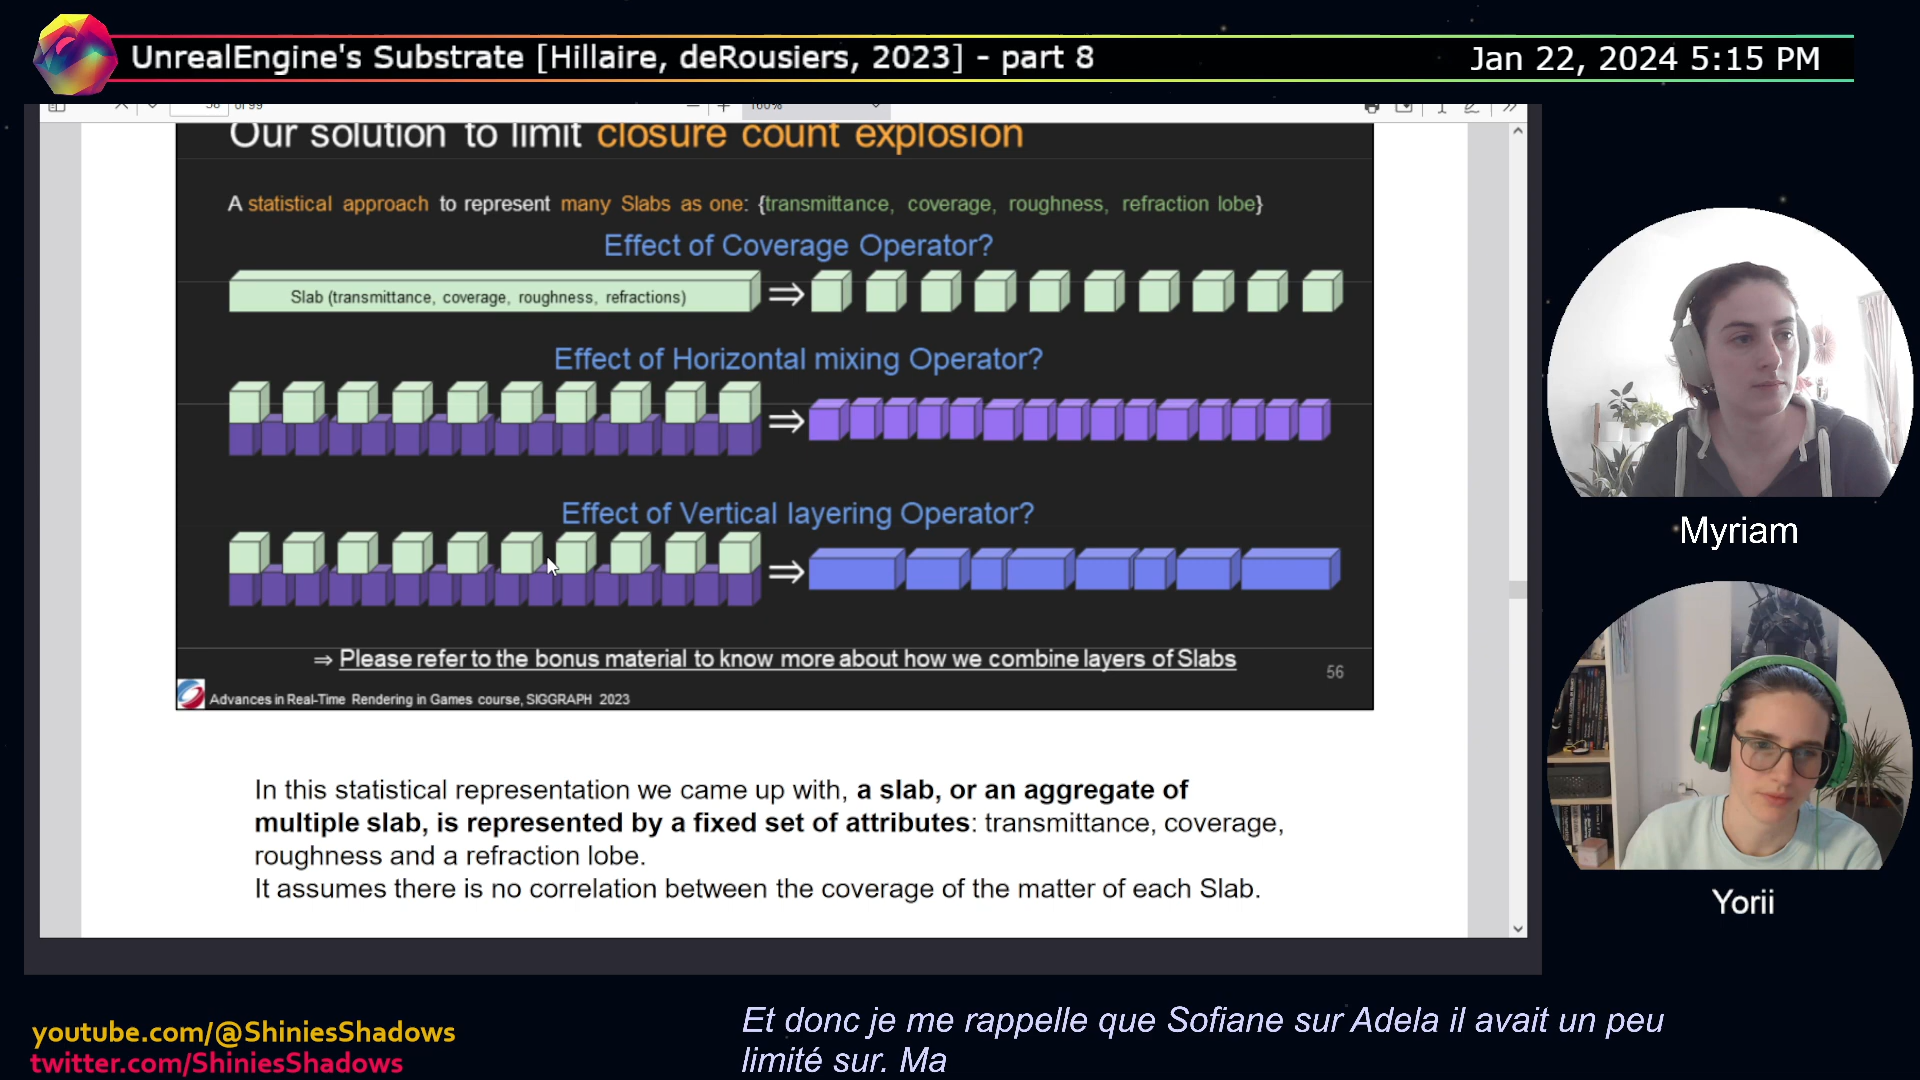 UnrealEngine's Substrate [Hillaire, deRousiers, 2023] - part 8
Jan 22, 2024 5:15 PM
56 of 99
160%
Our solution to limit closure count explosion
A statistical approach to represent many Slabs as one: {transmittance, coverage, roughness, refraction lobe}
Effect of Coverage Operator?
Slab (transmittance, coverage, roughness, refractions)
⇒
Effect of Horizontal mixing Operator?
⇒
Effect of Vertical layering Operator?
⇒
⇒ Please refer to the bonus material to know more about how we combine layers of Slabs
56
Advances in Real-Time Rendering in Games course, SIGGRAPH 2023
In this statistical representation we came up with, a slab, or an aggregate of
multiple slab, is represented by a fixed set of attributes: transmittance, coverage,
roughness and a refraction lobe.
It assumes there is no correlation between the coverage of the matter of each Slab.
Myriam
Yorii
youtube.com/@ShiniesShadows
twitter.com/ShiniesShadows
Et donc je me rappelle que Sofiane sur Adela il avait un peu
limité sur. Ma